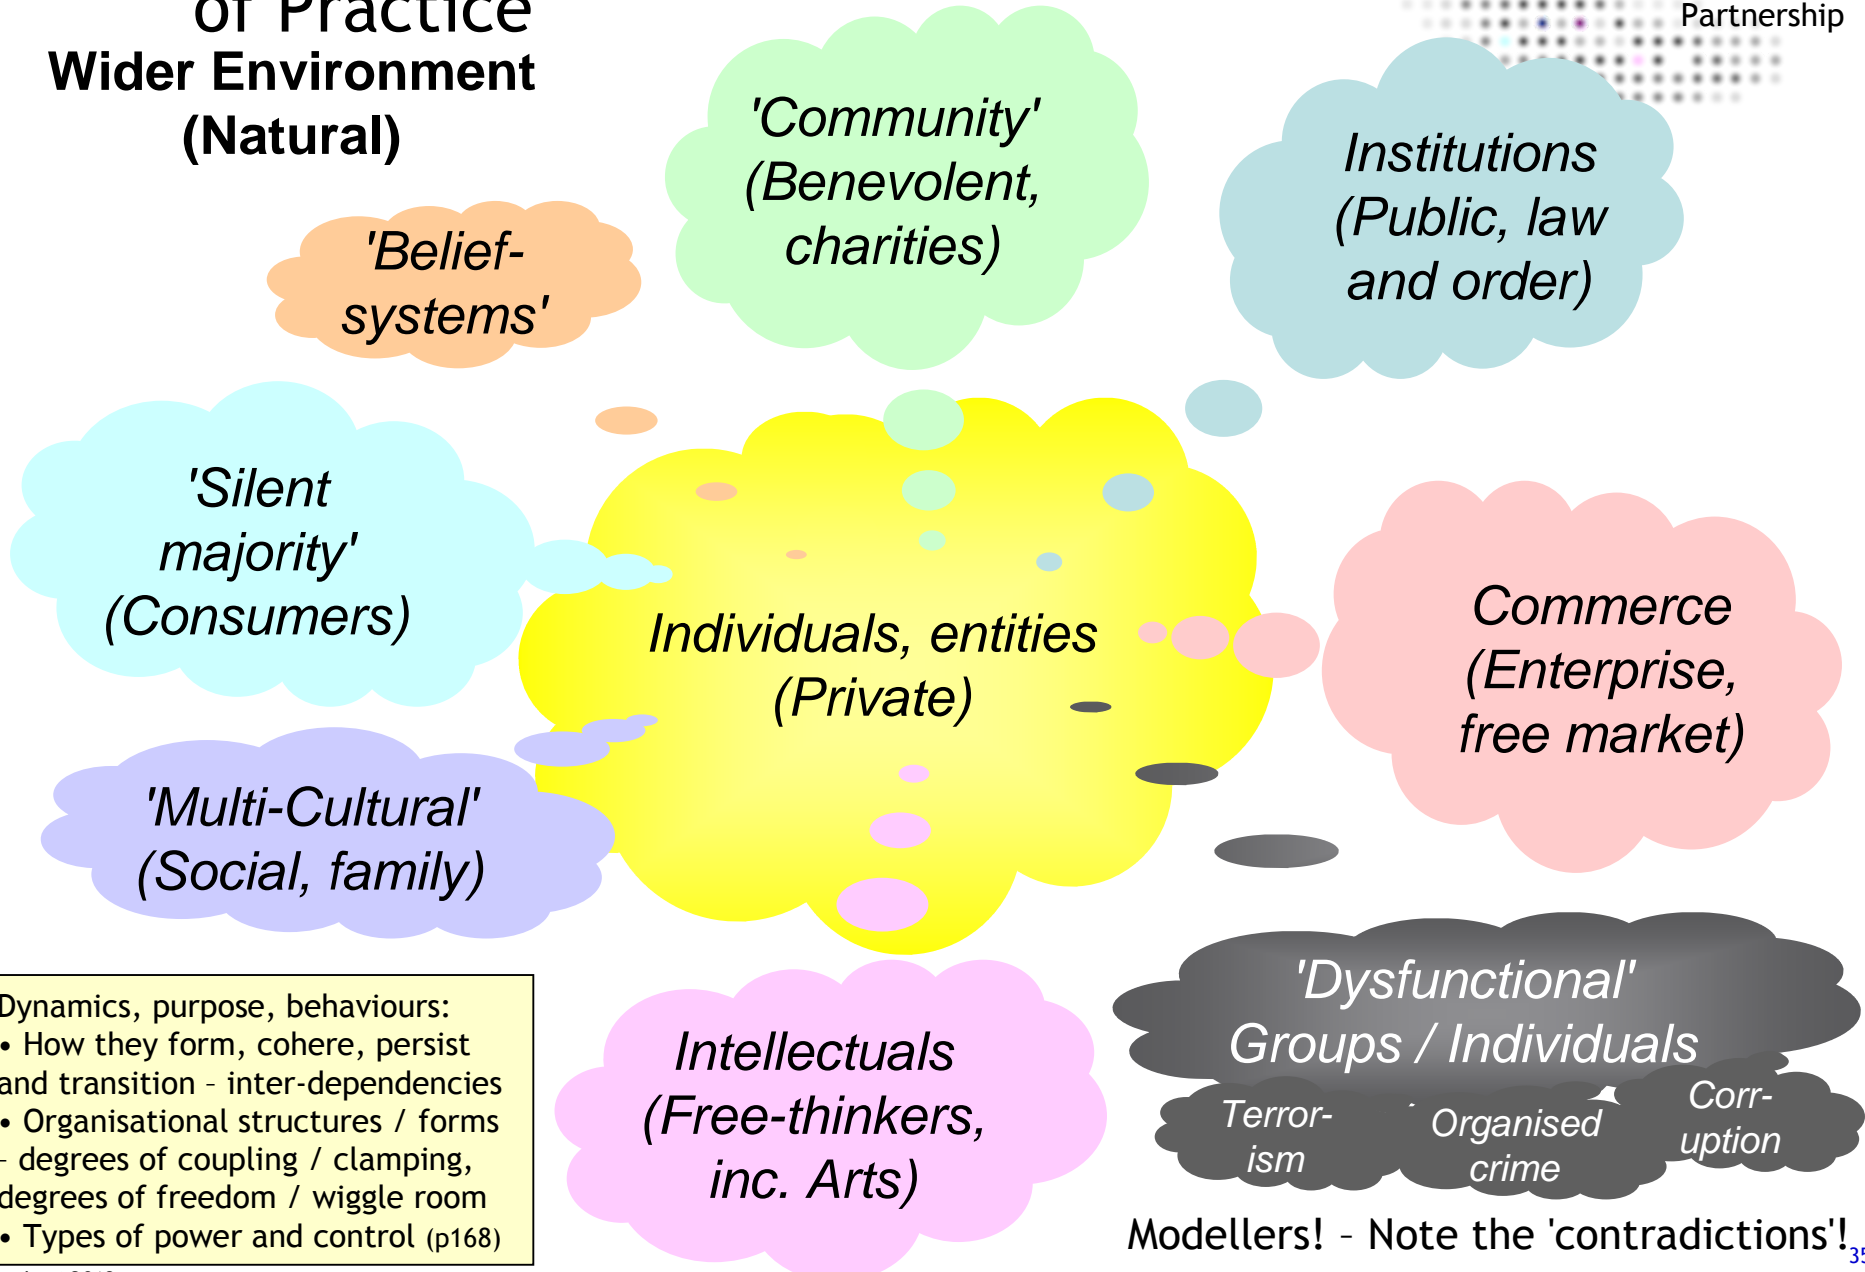 of Practice
Partnership
Wider Environment
(Natural)
'Community'
(Benevolent,
charities)
Institutions
(Public, law
and order)
'Belief-
systems'
'Silent
majority'
(Consumers)
Individuals, entities
(Private)
Commerce
(Enterprise,
free market)
'Multi-Cultural'
(Social, family)
'Dysfunctional'
Groups / Individuals
Terror-
ism
Organised
crime
Corr-
uption
Intellectuals
(Free-thinkers,
inc. Arts)
Dynamics, purpose, behaviours:
• How they form, cohere, persist
and transition – inter-dependencies
• Organisational structures / forms
– degrees of coupling / clamping,
degrees of freedom / wiggle room
• Types of power and control (p168)
Modellers! – Note the 'contradictions'!
35